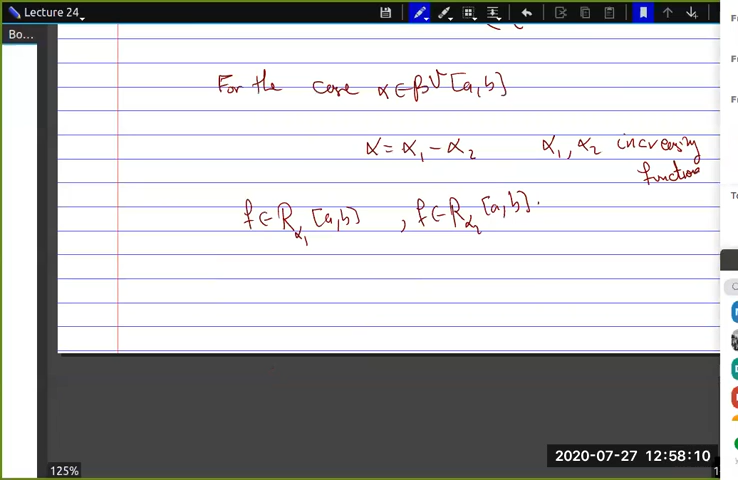 Lecture 24
Bo...
For the case α ∈ BV [a, b]
α = α₁ - α₂ α₁, α₂ increasing
functions
f ∈ R_α₁ [a, b] , f ∈ R_α₂ [a, b].
2020-07-27 12:58:10
125%